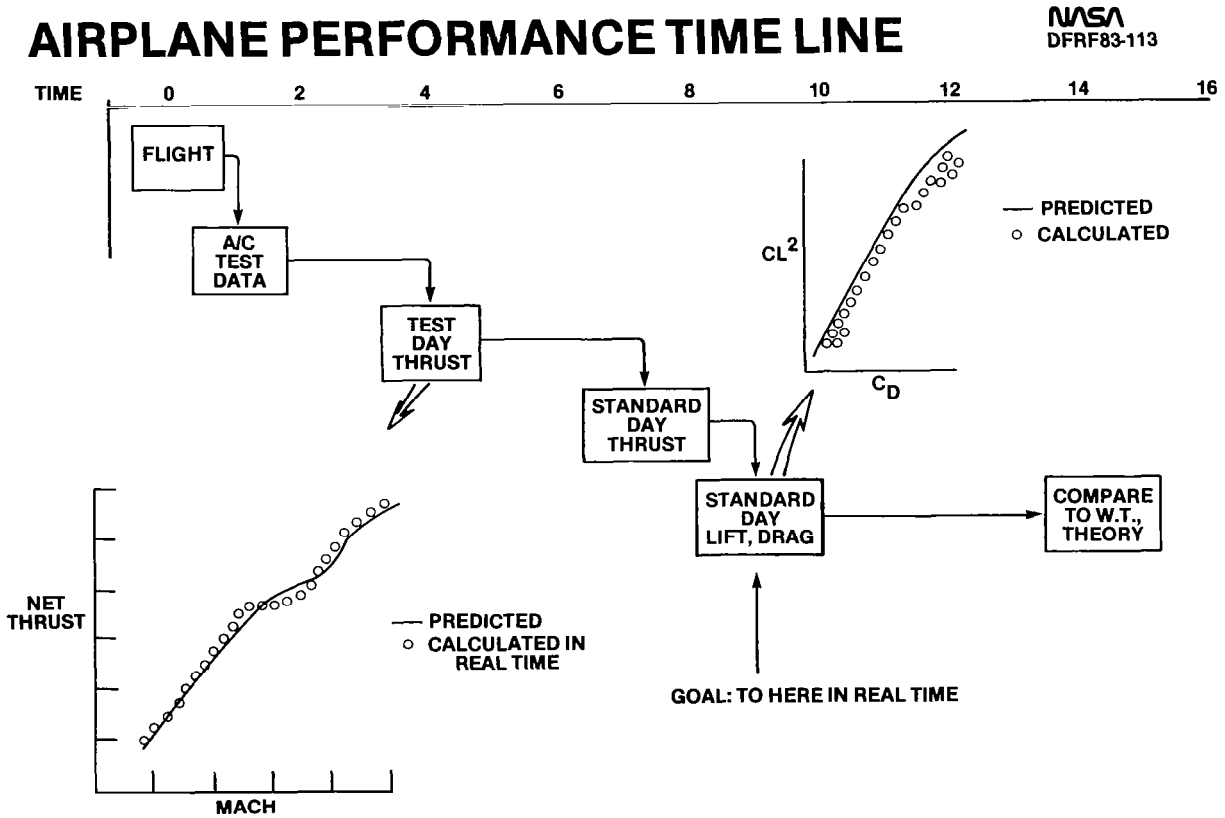 AIRPLANE PERFORMANCE TIME LINE
NASA
DFRF83-113
TIME 0 2 4 6 8 10 12 14 16
FLIGHT
A/C
TEST
DATA
TEST
DAY
THRUST
STANDARD
DAY
THRUST
STANDARD
DAY
LIFT, DRAG
COMPARE
TO W.T.,
THEORY
GOAL: TO HERE IN REAL TIME
CL²
C_D
PREDICTED
CALCULATED
NET
THRUST
MACH
PREDICTED
CALCULATED IN
REAL TIME